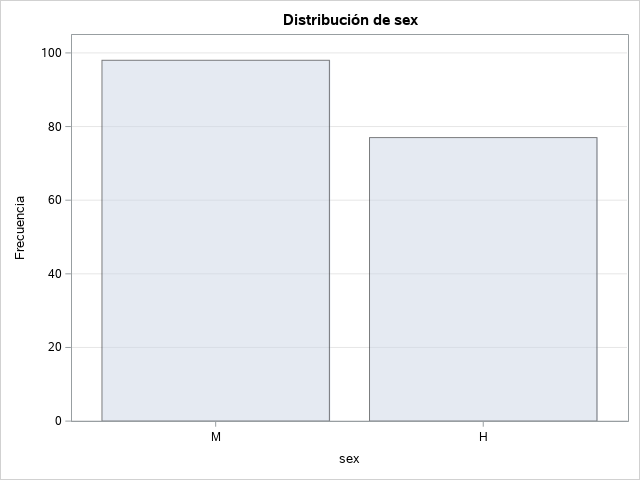 Distribución de sex
100
80
60
40
20
0
Frecuencia
M
H
sex